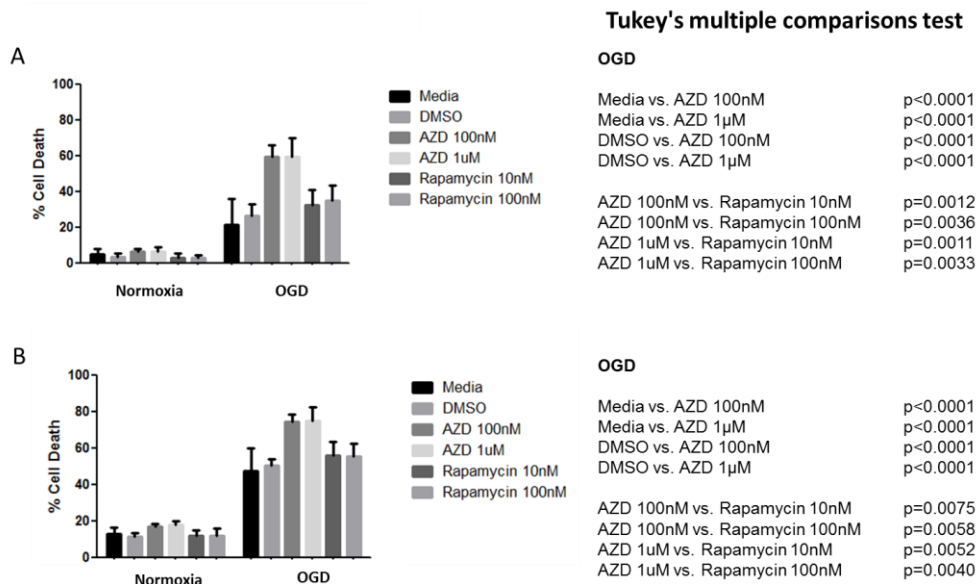 Tukey's multiple comparisons test
A
100
80
60
40
20
0
% Cell Death
Normoxia
OGD
Media
DMSO
AZD 100nM
AZD 1uM
Rapamycin 10nM
Rapamycin 100nM
OGD
Media vs. AZD 100nM p<0.0001
Media vs. AZD 1µM p<0.0001
DMSO vs. AZD 100nM p<0.0001
DMSO vs. AZD 1µM p<0.0001
AZD 100nM vs. Rapamycin 10nM p=0.0012
AZD 100nM vs. Rapamycin 100nM p=0.0036
AZD 1uM vs. Rapamycin 10nM p=0.0011
AZD 1uM vs. Rapamycin 100nM p=0.0033
B
100
80
60
40
20
0
% Cell Death
Normoxia
OGD
Media
DMSO
AZD 100nM
AZD 1uM
Rapamycin 10nM
Rapamycin 100nM
OGD
Media vs. AZD 100nM p<0.0001
Media vs. AZD 1µM p<0.0001
DMSO vs. AZD 100nM p<0.0001
DMSO vs. AZD 1µM p<0.0001
AZD 100nM vs. Rapamycin 10nM p=0.0075
AZD 100nM vs. Rapamycin 100nM p=0.0058
AZD 1uM vs. Rapamycin 10nM p=0.0052
AZD 1uM vs. Rapamycin 100nM p=0.0040